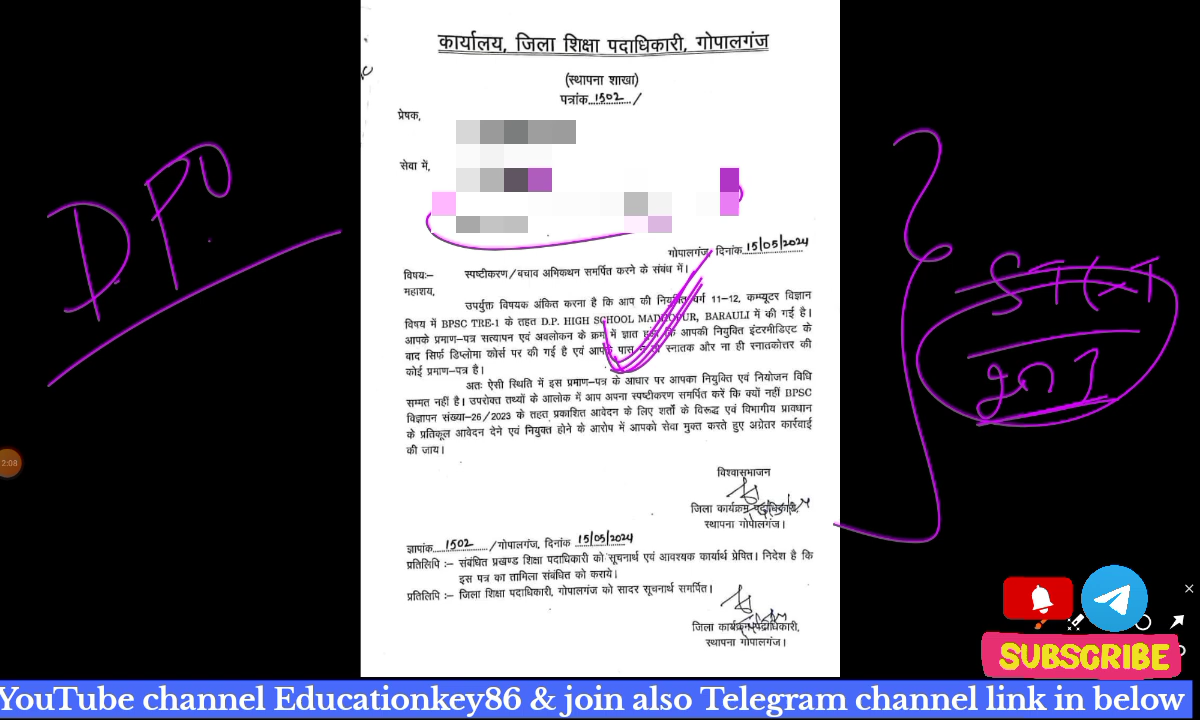 कार्यालय, जिला शिक्षा पदाधिकारी, गोपालगंज
(स्थापना शाखा)
पत्रांक 1502 /
प्रेषक,
सेवा में,
गोपालगंज, दिनांक 15/05/2024
विषयः– स्पष्टीकरण/बचाव अभिकथन समर्पित करने के संबंध में।
महाशय,
उपर्युक्त विषयक अंकित करना है कि आप की नियुक्ति वर्ग 11-12, कम्प्यूटर विज्ञान
विषय में BPSC TRE-1 के तहत D.P. HIGH SCHOOL MADHOPUR, BARAULI में की गई है।
आपके प्रमाण-पत्र सत्यापन एवं अवलोकन के क्रम में ज्ञात हुआ कि आपकी नियुक्ति इंटरमीडिएट के
बाद सिर्फ डिप्लोमा कोर्स पर की गई है एवं आपके पास न ही स्नातक और ना ही स्नातकोत्तर की
कोई प्रमाण-पत्र है।
अतः ऐसी स्थिति में इस प्रमाण-पत्र के आधार पर आपका नियुक्ति एवं नियोजन विधि
सम्मत नहीं है। उपरोक्त तथ्यों के आलोक में आप अपना स्पष्टीकरण समर्पित करें कि क्यों नहीं BPSC
विज्ञापन संख्या-26/2023 के तहत प्रकाशित आवेदन के लिए शर्तों के विरूद्ध एवं विभागीय प्रावधान
के प्रतिकूल आवेदन देने एवं नियुक्त होने के आरोप में आपको सेवा मुक्त करते हुए अग्रेतर कार्रवाई
की जाय।
विश्वासभाजन
जिला कार्यक्रम पदाधिकारी,
स्थापना गोपालगंज।
ज्ञापांक 1502 /गोपालगंज, दिनांक 15/05/2024
प्रतिलिपि :– संबंधित प्रखण्ड शिक्षा पदाधिकारी को सूचनार्थ एवं आवश्यक कार्यार्थ प्रेषित। निदेश है कि
इस पत्र का तामिला संबंधित को कराये।
प्रतिलिपि :– जिला शिक्षा पदाधिकारी, गोपालगंज को सादर सूचनार्थ समर्पित।
जिला कार्यक्रम पदाधिकारी,
स्थापना गोपालगंज।
DPO
2:08
SUBSCRIBE
YouTube channel Educationkey86 & join also Telegram channel link in below